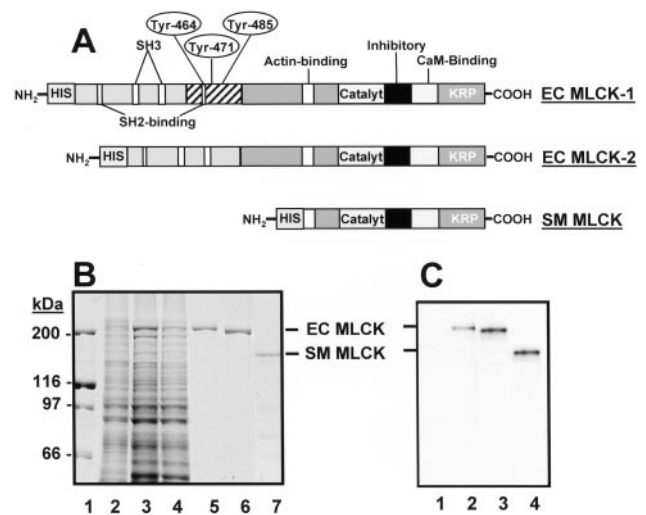 A
Tyr-464
Tyr-485
Tyr-471
SH3
Actin-binding
Inhibitory
CaM-Binding
NH2 HIS Catalyt KRP COOH EC MLCK-1
SH2-binding
NH2 HIS Catalyt KRP COOH EC MLCK-2
NH2 HIS Catalyt KRP COOH SM MLCK
B
C
kDa
200
EC MLCK
SM MLCK
116
97
66
1 2 3 4 5 6 7
1 2 3 4